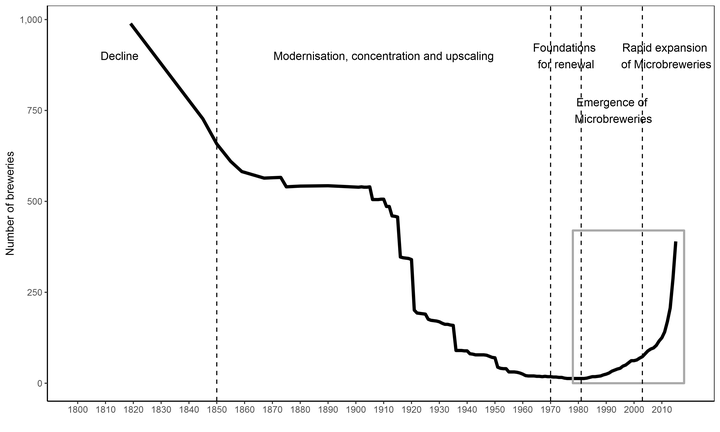 1,000
750
500
250
0
Number of breweries
Decline
Modernisation, concentration and upscaling
Foundations
for renewal
Rapid expansion
of Microbreweries
Emergence of
Microbreweries
1800 1810 1820 1830 1840 1850 1860 1870 1880 1890 1900 1910 1920 1930 1940 1950 1960 1970 1980 1990 2000 2010